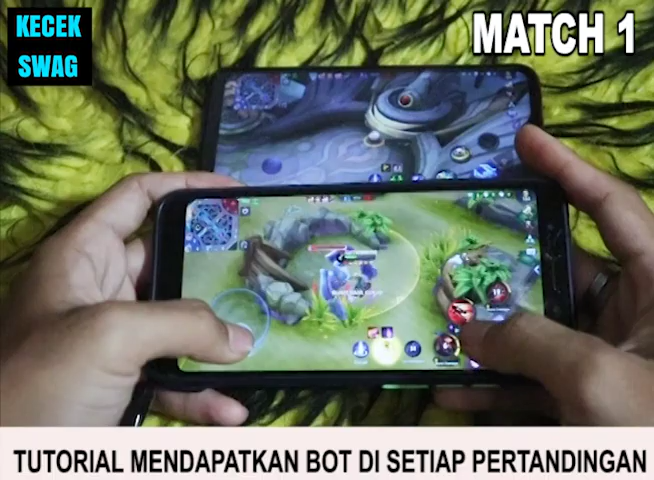 KECEK
SWAG
MATCH 1
TUTORIAL MENDAPATKAN BOT DI SETIAP PERTANDINGAN